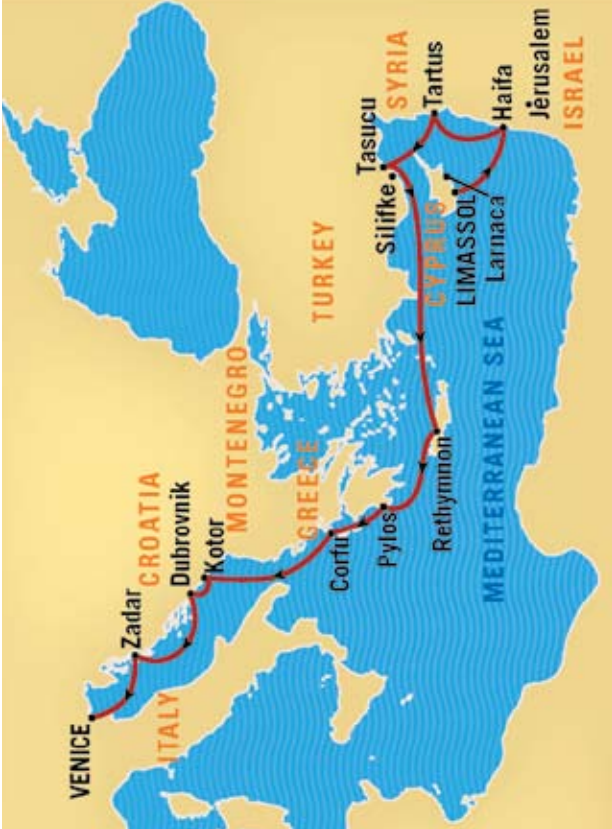 VENICE
Zadar
CROATIA
Dubrovnik
Kotor
ITALY
MONTENEGRO
GREECE
Corfu
Pylos
Rethymnon
TURKEY
Tasucu
Silifke
SYRIA
Tartus
CYPRUS
LIMASSOL
Larnaca
Haifa
Jerusalem
ISRAEL
MEDITERRANEAN SEA